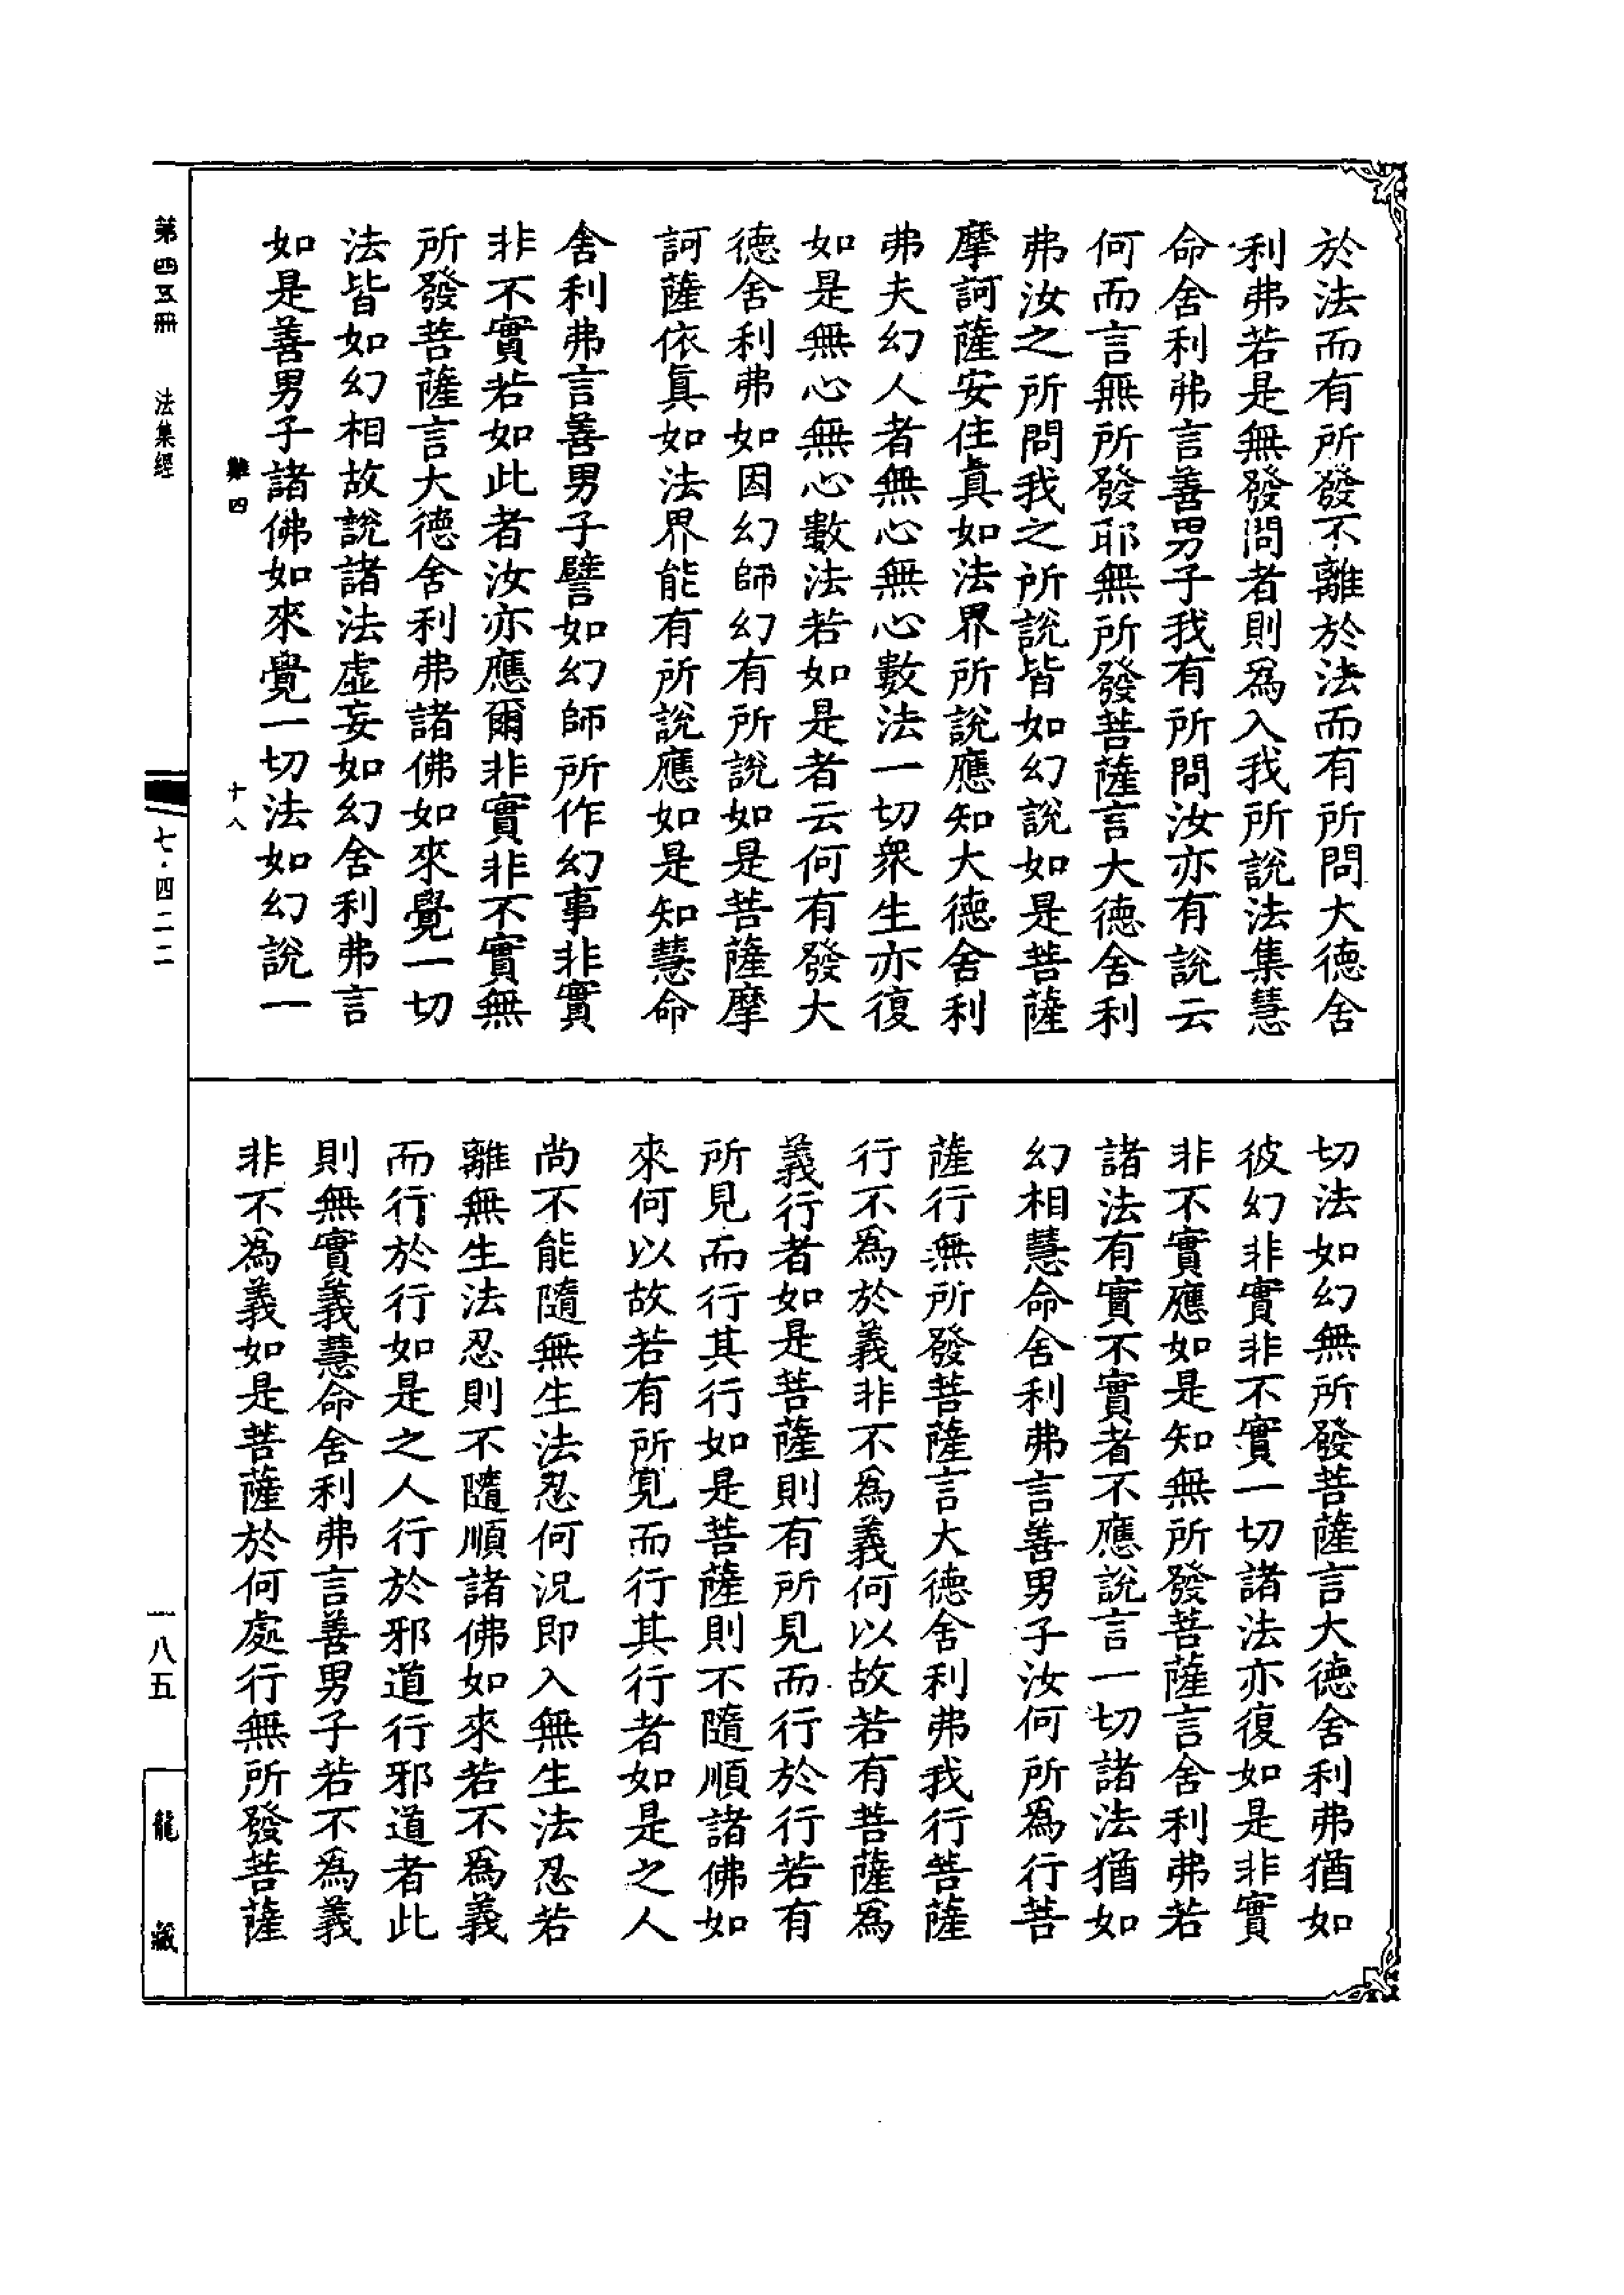 於法而有所發不離於法而有所問大德舍
利弗若是無發問者則爲入我所說法集慧
命舍利弗言善男子我有所問汝亦有說云
何而言無所發耶無所發菩薩言大德舍利
弗汝之所問我之所說皆如幻說如是菩薩
摩訶薩安住眞如法界所說應知大德舍利
弗夫幻人者無心無心數法一切衆生亦復
如是無心無心數法若如是者云何有發大
德舍利弗如因幻師幻有所說如是菩薩摩
訶薩依眞如法界能有所說應如是知慧命
舍利弗言善男子譬如幻師所作幻事非實
非不實若如此者汝亦應爾非實非不實無
所發菩薩言大德舍利弗諸佛如來覺一切
法皆如幻相故說諸法虛妄如幻舍利弗言
如是善男子諸佛如來覺一切法如幻說一
難四 十八
切法如幻無所發菩薩言大德舍利弗猶如
彼幻非實非不實一切諸法亦復如是非實
非不實應如是知無所發菩薩言舍利弗若
諸法有實不實者不應說言一切諸法猶如
幻相慧命舍利弗言善男子汝何所爲行菩
薩行無所發菩薩言大德舍利弗我行菩薩
行不爲於義非不爲義何以故若有菩薩爲
義行者如是菩薩則有所見而行於行若有
所見而行其行如是菩薩則不隨順諸佛如
來何以故若有所見而行其行者如是之人
尚不能隨無生法忍何況即入無生法忍若
離無生法忍則不隨順諸佛如來若不爲義
而行於行如是之人行於邪道行邪道者此
則無實義慧命舍利弗言善男子若不爲義
非不爲義如是菩薩於何處行無所發菩薩
第四五冊 法集經 七·四二二 一八五 龍藏